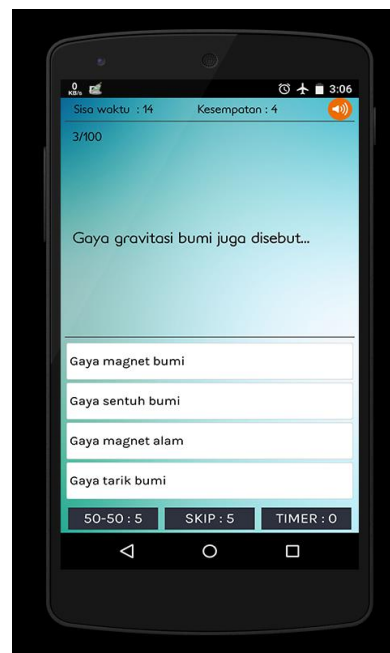 0
KB/s
3:06
Sisa waktu : 14 Kesempatan : 4
3/100
Gaya gravitasi bumi juga disebut...
Gaya magnet bumi
Gaya sentuh bumi
Gaya magnet alam
Gaya tarik bumi
50-50 : 5 SKIP : 5 TIMER : 0